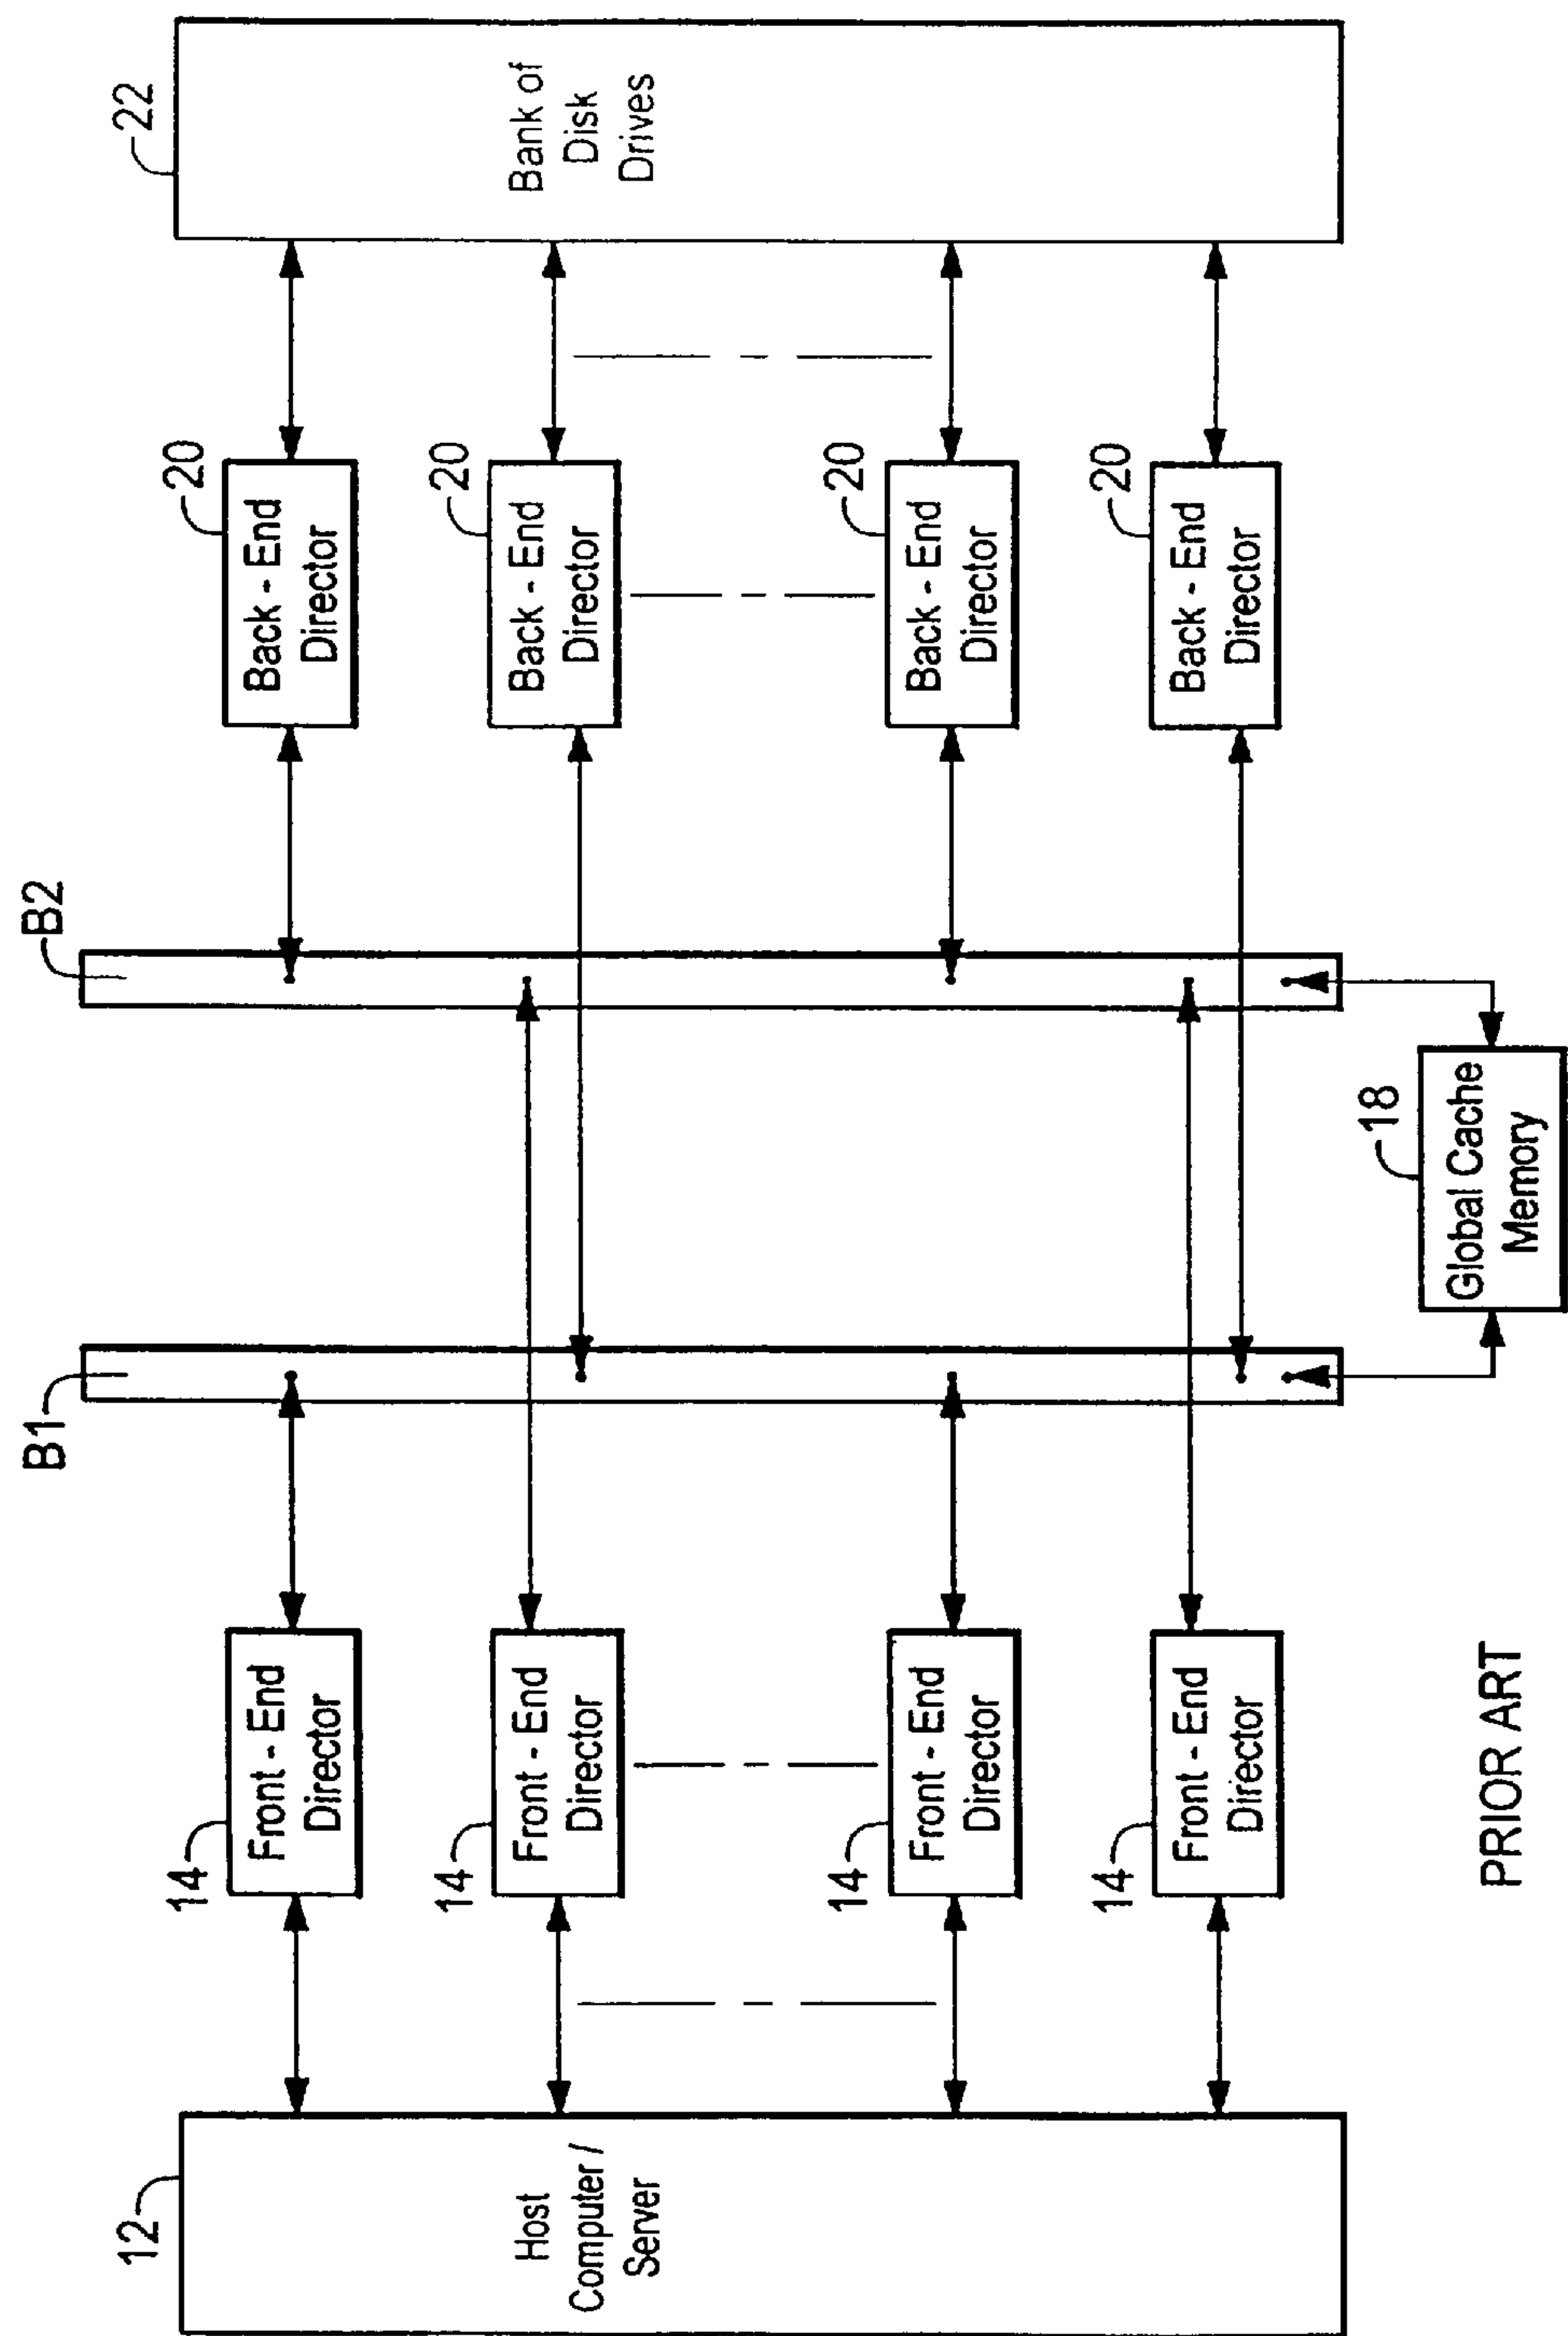 12
Host
Computer /
Server
14
Front - End
Director
14
Front - End
Director
14
Front - End
Director
14
Front - End
Director
B1
B2
18
Global Cache
Memory
20
Back - End
Director
20
Back - End
Director
20
Back - End
Director
20
Back - End
Director
22
Bank of
Disk
Drives
PRIOR ART